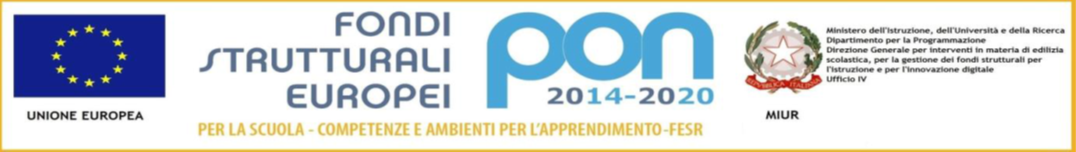 UNIONE EUROPEA
FONDI
STRUTTURALI
EUROPEI
pon
2014-2020
PER LA SCUOLA - COMPETENZE E AMBIENTI PER L'APPRENDIMENTO-FESR
REPVBBLICA ITALIANA
MIUR
Ministero dell'Istruzione, dell'Università e della Ricerca
Dipartimento per la Programmazione
Direzione Generale per interventi in materia di edilizia
scolastica, per la gestione dei fondi strutturali per
l'istruzione e per l'innovazione digitale
Ufficio IV